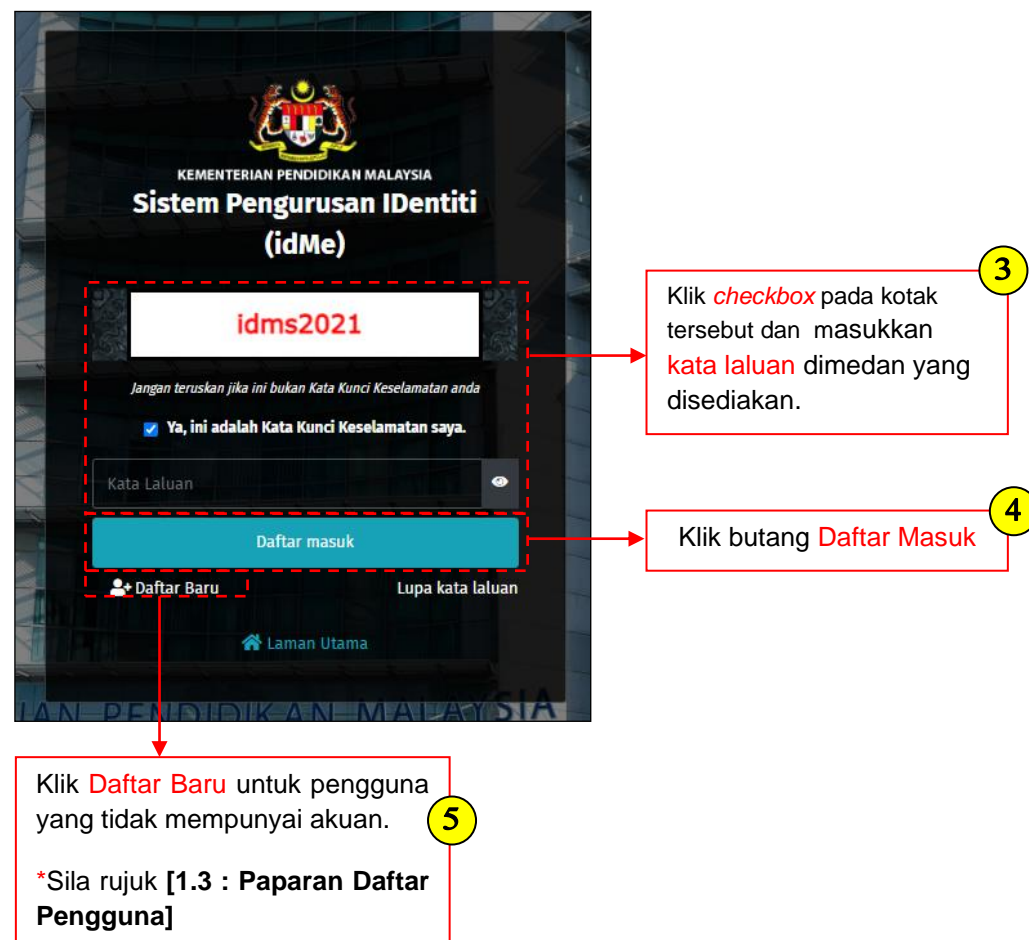 KEMENTERIAN PENDIDIKAN MALAYSIA
Sistem Pengurusan IDentiti
(idMe)
idms2021
Jangan teruskan jika ini bukan Kata Kunci Keselamatan anda
Ya, ini adalah Kata Kunci Keselamatan saya.
Kata Laluan
Daftar masuk
Daftar Baru
Lupa kata laluan
Laman Utama
IAN PENDIDIKAN MALAYSIA
3
Klik checkbox pada kotak
tersebut dan masukkan
kata laluan dimedan yang
disediakan.
4
Klik butang Daftar Masuk
Klik Daftar Baru untuk pengguna
yang tidak mempunyai akuan.
5
*Sila rujuk [1.3 : Paparan Daftar
Pengguna]